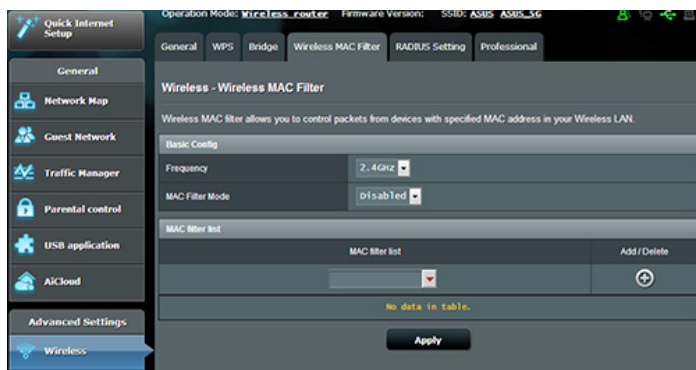 Quick Internet
Setup
Operation Mode: Wireless router Firmware Version: SSID: ASUS ASUS_5G
General WPS Bridge Wireless MAC Filter RADIUS Setting Professional
General
Network Map
Guest Network
Traffic Manager
Parental control
USB application
AiCloud
Advanced Settings
Wireless
Wireless - Wireless MAC Filter
Wireless MAC filter allows you to control packets from devices with specified MAC address in your Wireless LAN.
Basic Config
Frequency 2.4GHz
MAC Filter Mode Disabled
MAC filter list
MAC filter list Add / Delete
No data in table.
Apply